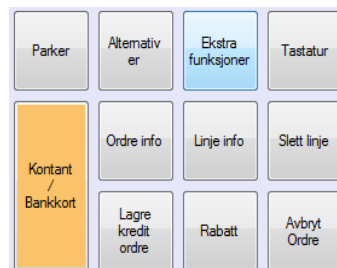 Parker
Alternativ
er
Ekstra
funksjoner
Tastatur
Kontant
/
Bankkort
Ordre info
Linje info
Slett linje
Lagre
kredit
ordre
Rabatt
Avbryt
Ordre